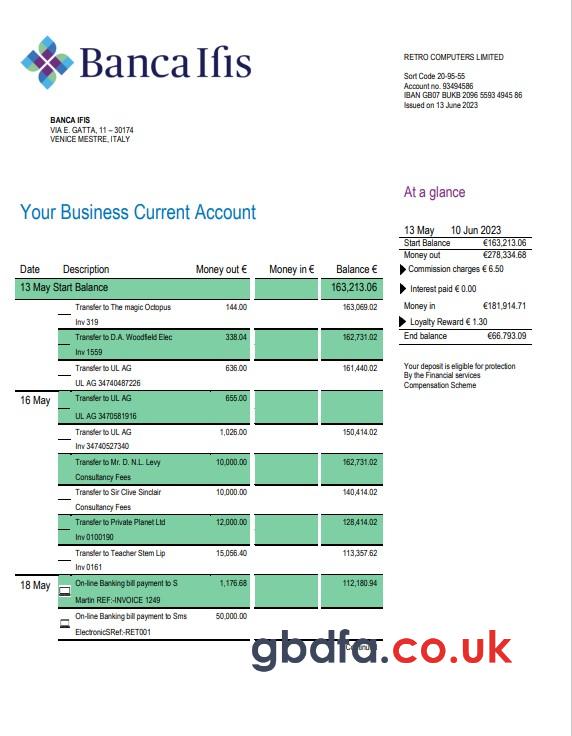 Banca Ifis
RETRO COMPUTERS LIMITED
Sort Code 20-95-55
Account no. 93494586
IBAN GB07 BUKB 2096 5593 4945 86
Issued on 13 June 2023
BANCA IFIS
VIA E. GATTA, 11 – 30174
VENICE MESTRE, ITALY
At a glance
Your Business Current Account
13 May 10 Jun 2023
Start Balance €163,213.06
Money out €278,334.68
Commission charges € 6.50
Interest paid € 0.00
Money in €181,914.71
Loyalty Reward € 1.30
End balance €66.793.09
Your deposit is eligible for protection
By the Financial services
Compensation Scheme
Date Description Money out € Money in € Balance €
13 May Start Balance 163,213.06
Transfer to The magic Octopus 144.00 163,069.02
Inv 319
Transfer to D.A. Woodfield Elec 338.04 162,731.02
Inv 1559
Transfer to UL AG 636.00 161,440.02
UL AG 34740487226
16 May Transfer to UL AG 655.00
UL AG 3470581916
Transfer to UL AG 1,026.00 150,414.02
Inv 34740527340
Transfer to Mr. D. N.L. Levy 10,000.00 162,731.02
Consultancy Fees
Transfer to Sir Clive Sinclair 10,000.00 140,414.02
Consultancy Fees
Transfer to Private Planet Ltd 12,000.00 128,414.02
Inv 0100190
Transfer to Teacher Stem Lip 15,056.40 113,357.62
Inv 0161
18 May On-line Banking bill payment to S 1,176.68 112,180.94
Martin REF:-INVOICE 1249
On-line Banking bill payment to Sms 50,000.00
ElectronicSRef:-RET001
Continued
gbdfa.co.uk